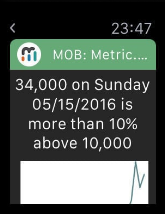 23:47
MOB: Metric....
34,000 on Sunday
05/15/2016 is
more than 10%
above 10,000